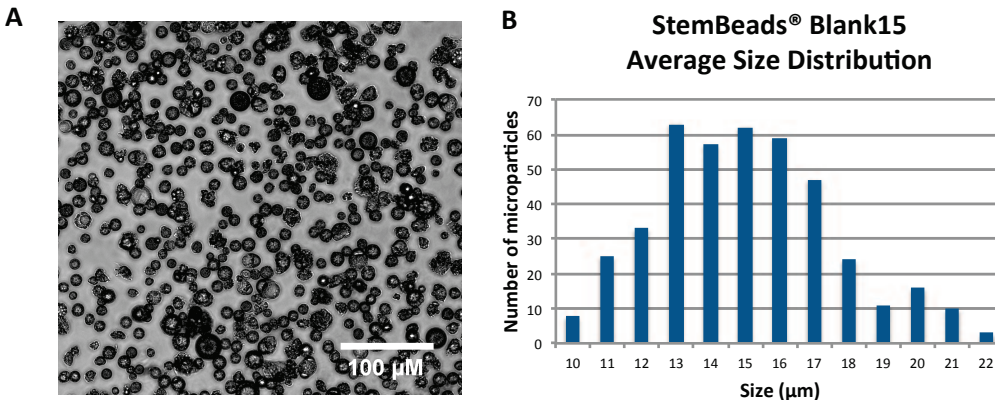 A
100 µM
B
StemBeads® Blank15
Average Size Distribution
Number of microparticles
70
60
50
40
30
20
10
0
10 11 12 13 14 15 16 17 18 19 20 21 22
Size (µm)